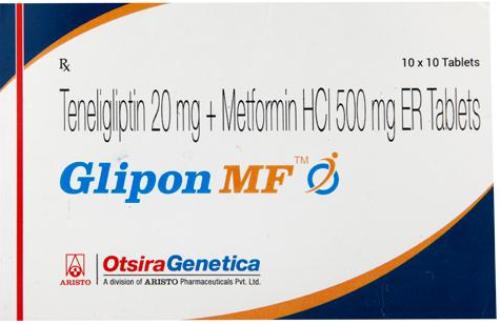 Rx
10 x 10 Tablets
Teneligliptin 20 mg + Metformin HCl 500 mg ER Tablets
Glipon MF™
ARISTO
OtsiraGenetica
A division of ARISTO Pharmaceuticals Pvt. Ltd.